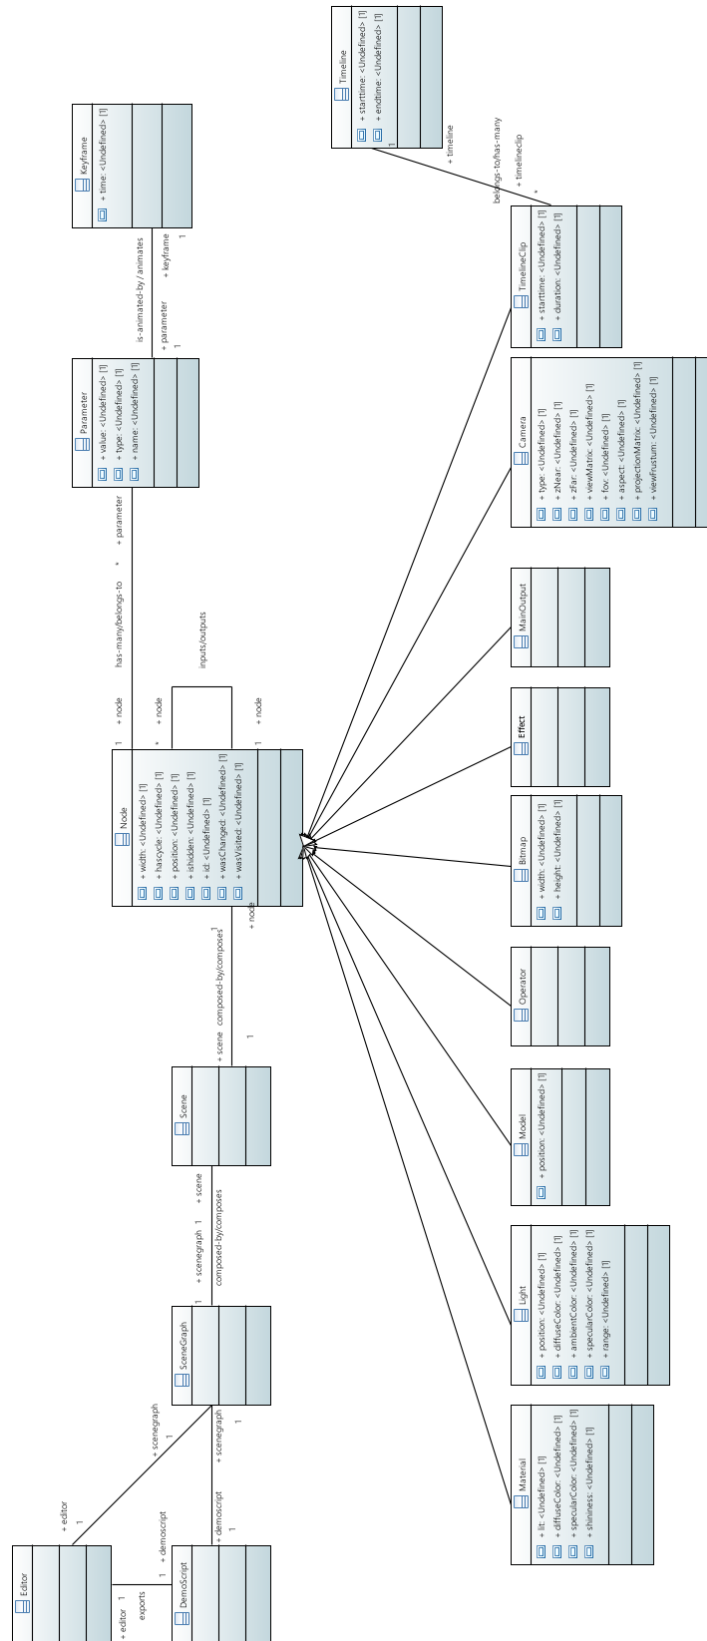 Editor
+ editor
1
+ editor
1
exports
1
+ demoscript
DemoScript
+ demoscript
1
+ scenegraph
1
+ scenegraph
1
SceneGraph
1
+ scenegraph
1
+ scene
composed-by/composes
Scene
+ scene
composed-by/composes
1
1
+ node
Node
+ width: <Undefined> [1]
+ hascycle: <Undefined> [1]
+ position: <Undefined> [1]
+ ishidden: <Undefined> [1]
+ id: <Undefined> [1]
+ wasChanged: <Undefined> [1]
+ wasVisited: <Undefined> [1]
1
+ node
*
+ node
1
+ node
inputs/outputs
has-many/belongs-to
*
+ parameter
Parameter
+ value: <Undefined> [1]
+ type: <Undefined> [1]
+ name: <Undefined> [1]
is-animated-by / animates
+ parameter
1
+ keyframe
1
Keyframe
+ time: <Undefined> [1]
Timeline
+ starttime: <Undefined> [1]
+ endtime: <Undefined> [1]
1
+ timeline
belongs-to/has-many
+ timelineclip
*
Material
+ lit: <Undefined> [1]
+ diffuseColor: <Undefined> [1]
+ specularColor: <Undefined> [1]
+ shininess: <Undefined> [1]
Light
+ position: <Undefined> [1]
+ diffuseColor: <Undefined> [1]
+ ambientColor: <Undefined> [1]
+ specularColor: <Undefined> [1]
+ range: <Undefined> [1]
Model
+ position: <Undefined> [1]
Operator
Bitmap
+ width: <Undefined> [1]
+ height: <Undefined> [1]
Effect
MainOutput
Camera
+ type: <Undefined> [1]
+ zNear: <Undefined> [1]
+ zFar: <Undefined> [1]
+ viewMatrix: <Undefined> [1]
+ fov: <Undefined> [1]
+ aspect: <Undefined> [1]
+ projectionMatrix: <Undefined> [1]
+ viewFrustum: <Undefined> [1]
TimelineClip
+ starttime: <Undefined> [1]
+ duration: <Undefined> [1]